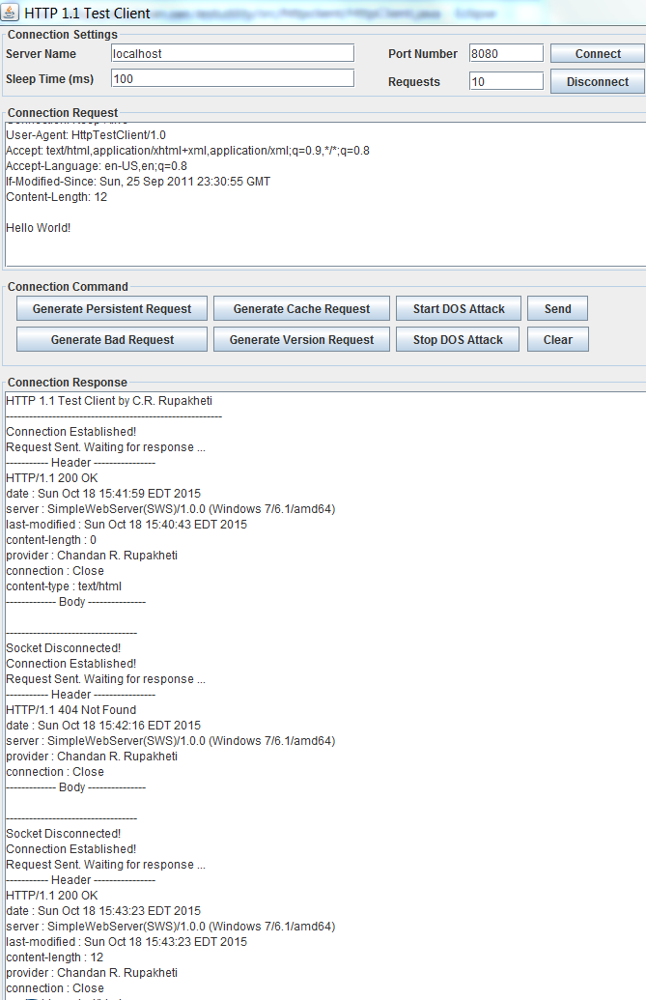 HTTP 1.1 Test Client
Connection Settings
Server Name localhost Port Number 8080 Connect
Sleep Time (ms) 100 Requests 10 Disconnect
Connection Request
User-Agent: HttpTestClient/1.0
Accept: text/html,application/xhtml+xml,application/xml;q=0.9,*/*;q=0.8
Accept-Language: en-US,en;q=0.8
If-Modified-Since: Sun, 25 Sep 2011 23:30:55 GMT
Content-Length: 12
Hello World!
Connection Command
Generate Persistent Request Generate Cache Request Start DOS Attack Send
Generate Bad Request Generate Version Request Stop DOS Attack Clear
Connection Response
HTTP 1.1 Test Client by C.R. Rupakheti
--------------------------------------------------------
Connection Established!
Request Sent. Waiting for response ...
----------- Header ----------------
HTTP/1.1 200 OK
date : Sun Oct 18 15:41:59 EDT 2015
server : SimpleWebServer(SWS)/1.0.0 (Windows 7/6.1/amd64)
last-modified : Sun Oct 18 15:40:43 EDT 2015
content-length : 0
provider : Chandan R. Rupakheti
connection : Close
content-type : text/html
------------- Body ---------------
----------------------------------
Socket Disconnected!
Connection Established!
Request Sent. Waiting for response ...
----------- Header ----------------
HTTP/1.1 404 Not Found
date : Sun Oct 18 15:42:16 EDT 2015
server : SimpleWebServer(SWS)/1.0.0 (Windows 7/6.1/amd64)
provider : Chandan R. Rupakheti
connection : Close
------------- Body ---------------
----------------------------------
Socket Disconnected!
Connection Established!
Request Sent. Waiting for response ...
----------- Header ----------------
HTTP/1.1 200 OK
date : Sun Oct 18 15:43:23 EDT 2015
server : SimpleWebServer(SWS)/1.0.0 (Windows 7/6.1/amd64)
last-modified : Sun Oct 18 15:43:23 EDT 2015
content-length : 12
provider : Chandan R. Rupakheti
connection : Close